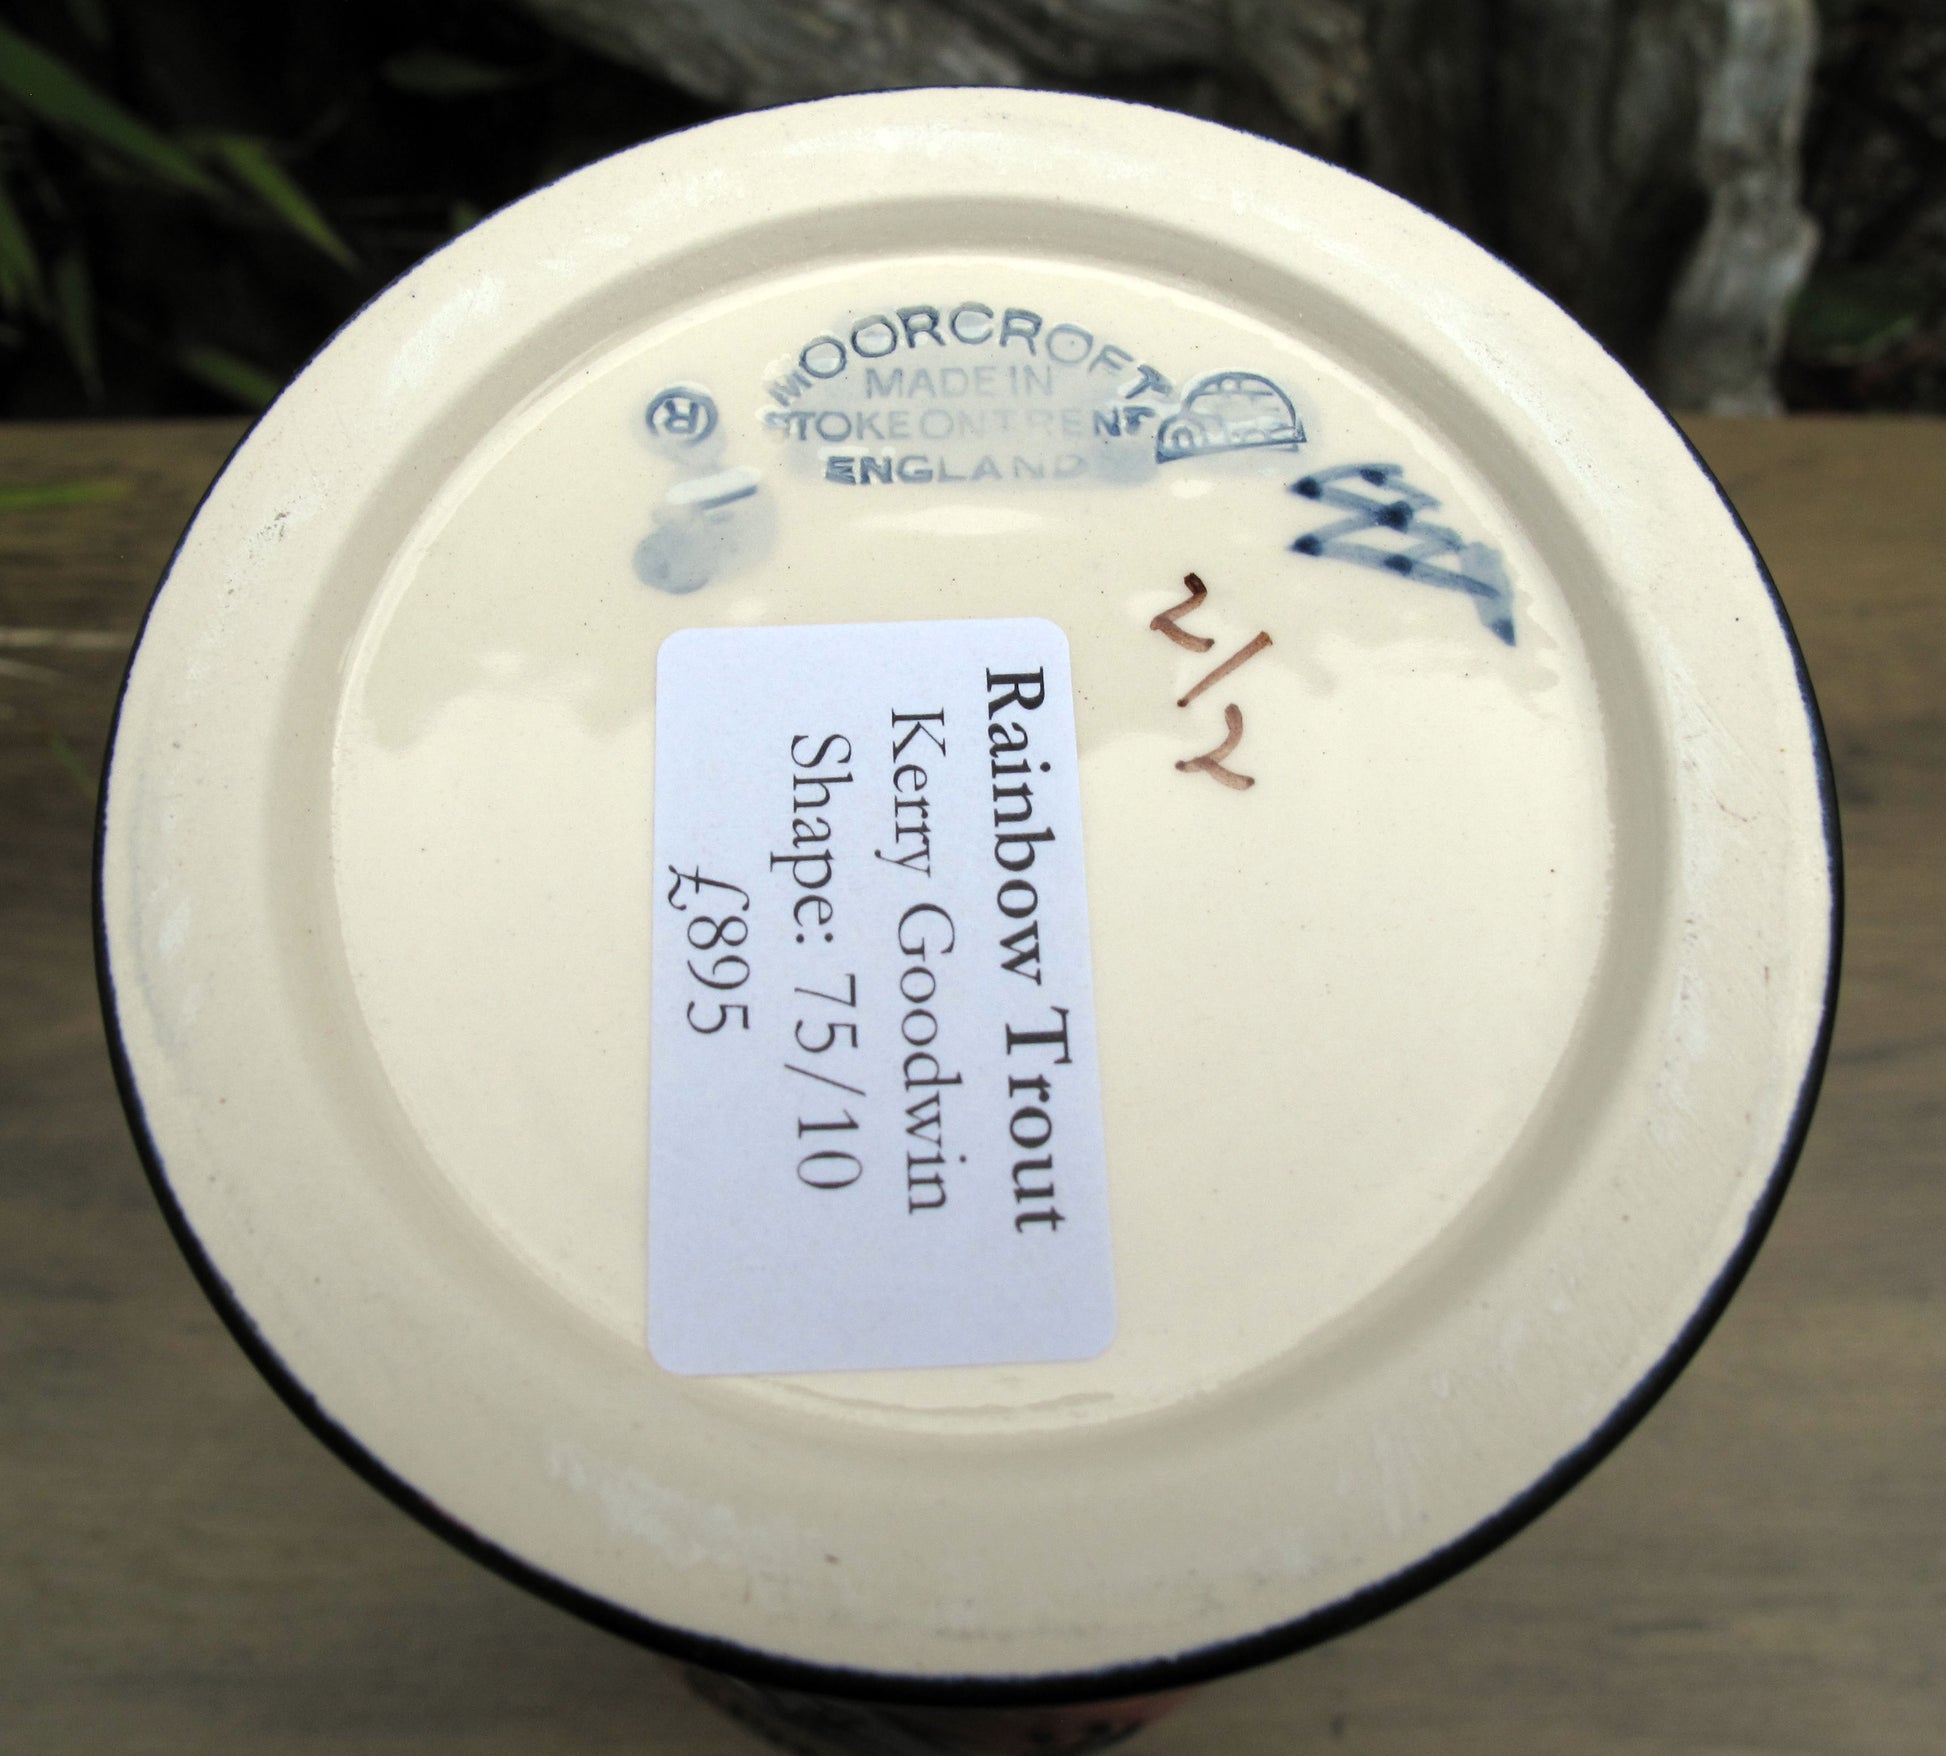 MOORCROFT
MADE IN
STOKE ON TRENT
ENGLAND
®
2/2
Rainbow Trout
Kerry Goodwin
Shape: 75/10
£895